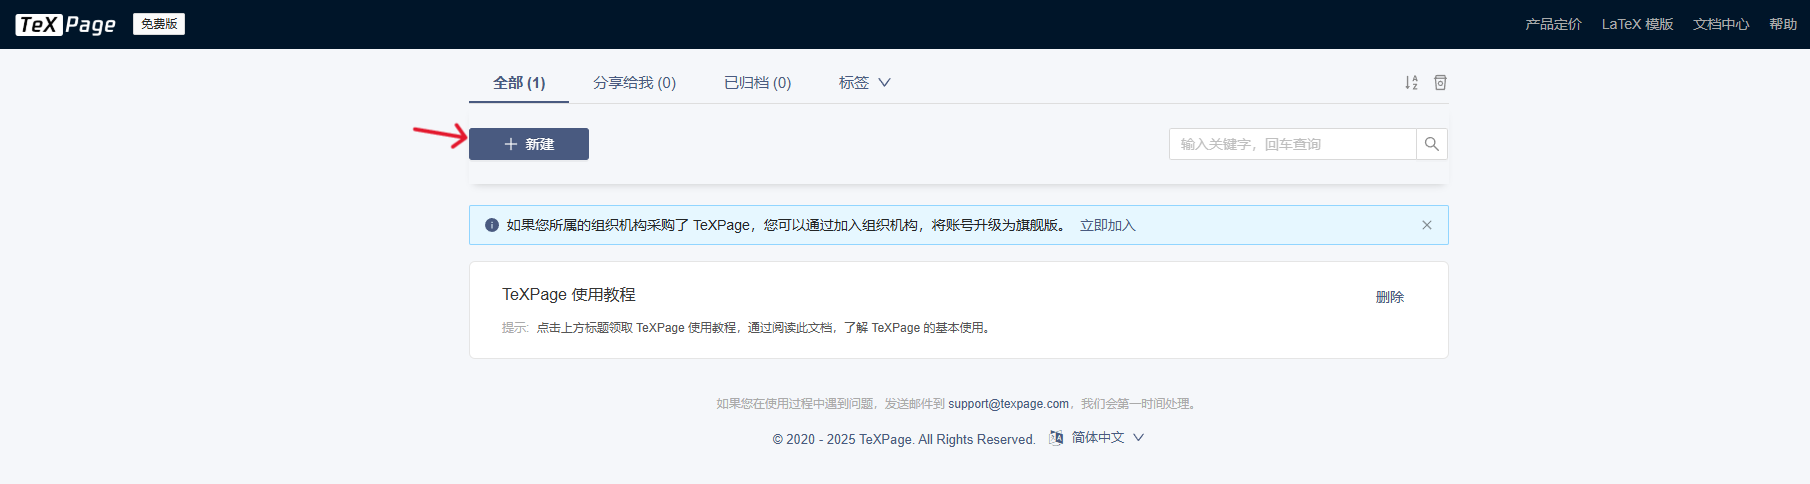 TeX Page 免费版 产品定价 LaTeX 模版 文档中心 帮助
全部 (1) 分享给我 (0) 已归档 (0) 标签
新建 输入关键字，回车查询
如果您所属的组织机构采购了 TeXPage，您可以通过加入组织机构，将账号升级为旗舰版。 立即加入
TeXPage 使用教程 删除
提示: 点击上方标题领取 TeXPage 使用教程，通过阅读此文档，了解 TeXPage 的基本使用。
如果您在使用过程中遇到问题，发送邮件到 support@texpage.com，我们会第一时间处理。
© 2020 - 2025 TeXPage. All Rights Reserved. 简体中文